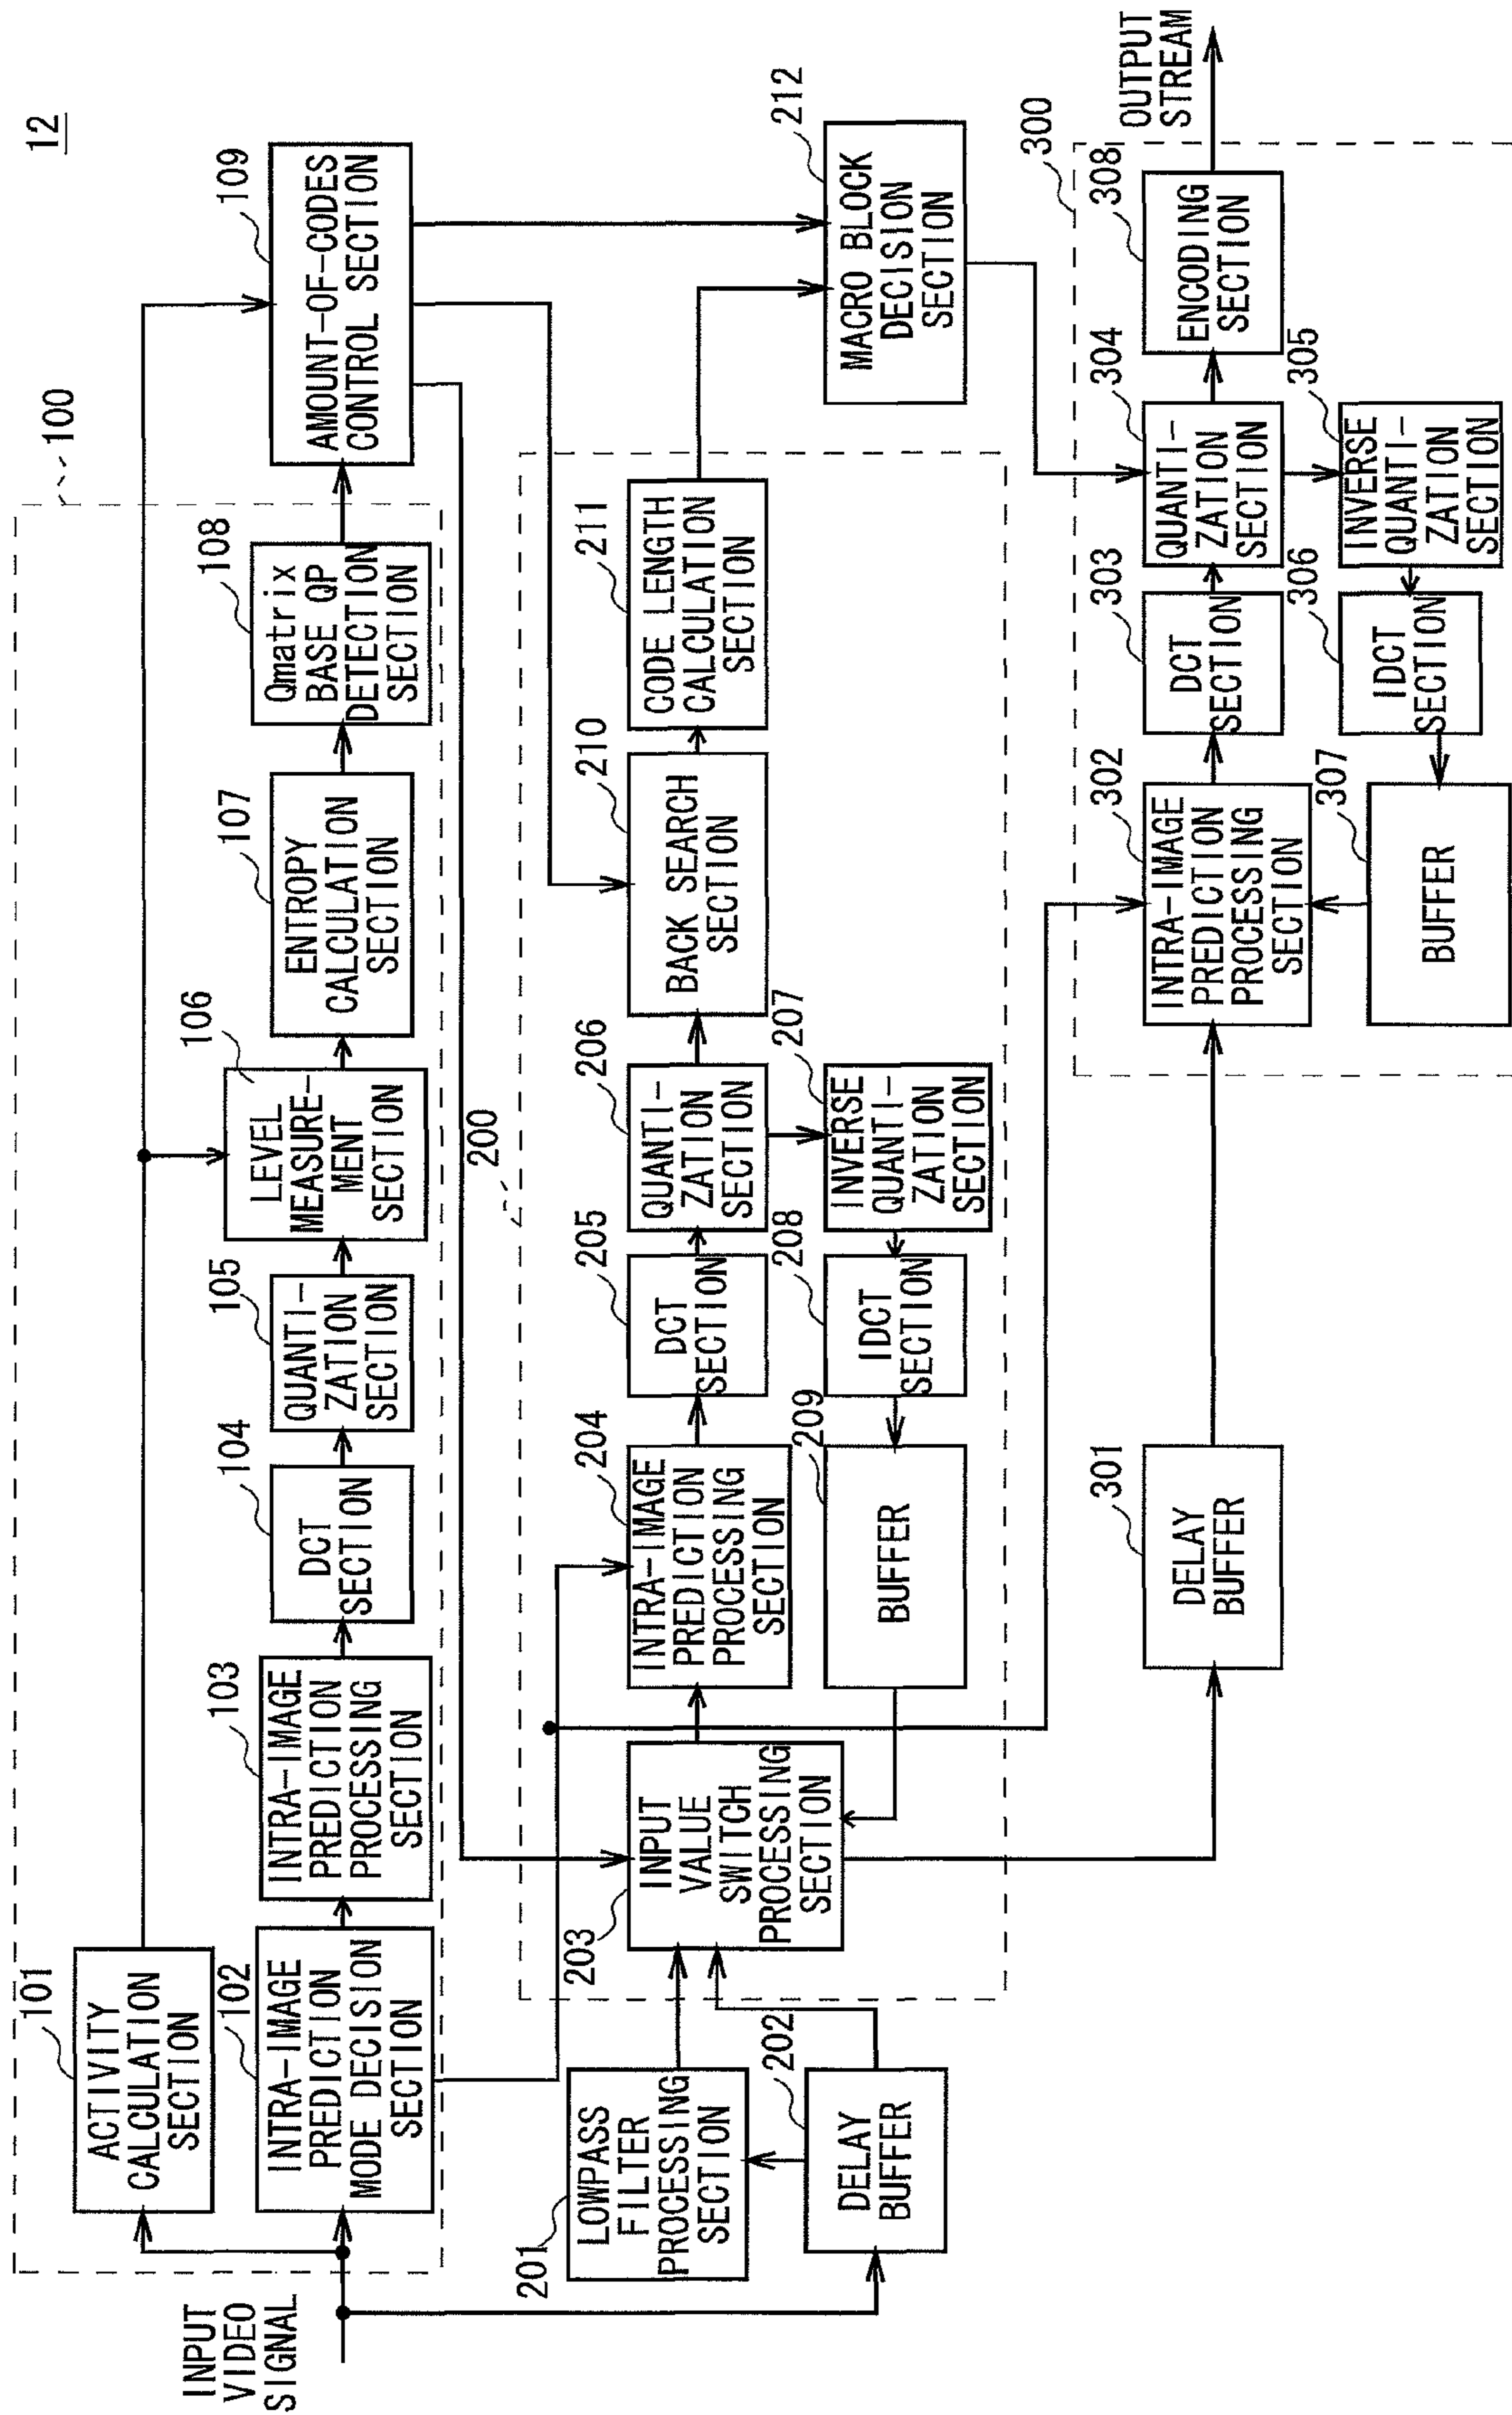 12
INPUT
VIDEO
SIGNAL
100
101
ACTIVITY
CALCULATION
SECTION
102
INTRA-IMAGE
PREDICTION
MODE DECISION
SECTION
103
INTRA-IMAGE
PREDICTION
PROCESSING
SECTION
104
DCT
SECTION
105
QUANTI-
ZATION
SECTION
106
LEVEL
MEASURE-
MENT
SECTION
107
ENTROPY
CALCULATION
SECTION
108
Qmatrix
BASE QP
DETECTION
SECTION
109
AMOUNT-OF-CODES
CONTROL SECTION
200
201
LOWPASS
FILTER
PROCESSING
SECTION
202
DELAY
BUFFER
203
INPUT
VALUE
SWITCH
PROCESSING
SECTION
204
INTRA-IMAGE
PREDICTION
PROCESSING
SECTION
205
DCT
SECTION
206
QUANTI-
ZATION
SECTION
207
INVERSE
QUANTI-
ZATION
SECTION
208
IDCT
SECTION
209
BUFFER
210
BACK SEARCH
SECTION
211
CODE LENGTH
CALCULATION
SECTION
212
MACRO BLOCK
DECISION
SECTION
300
301
DELAY
BUFFER
302
INTRA-IMAGE
PREDICTION
PROCESSING
SECTION
303
DCT
SECTION
304
QUANTI-
ZATION
SECTION
305
INVERSE
QUANTI-
ZATION
SECTION
306
IDCT
SECTION
307
BUFFER
308
ENCODING
SECTION
OUTPUT
STREAM